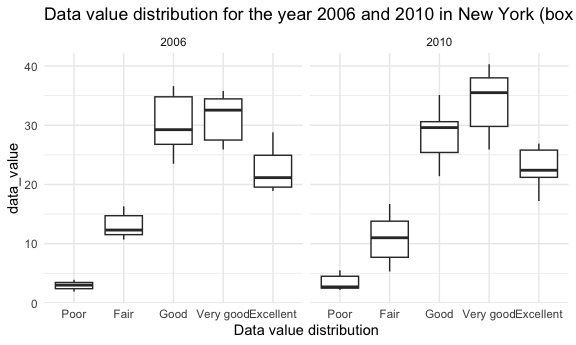 Data value distribution for the year 2006 and 2010 in New York (box
2006
2010
data_value
40
30
20
10
0
Poor Fair Good Very good Excellent
Poor Fair Good Very good Excellent
Data value distribution